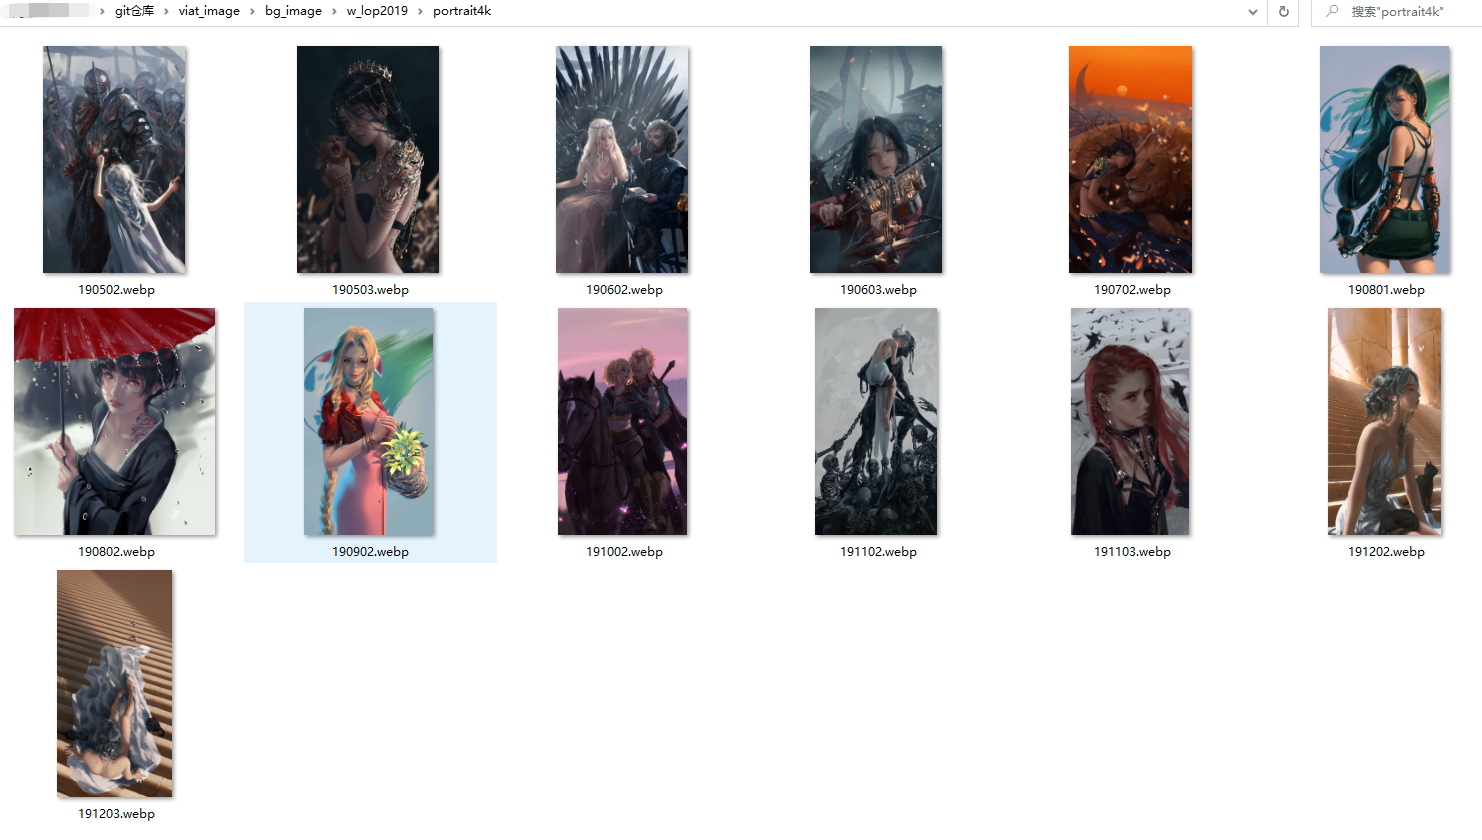 git仓库 › viat_image › bg_image › w_lop2019 › portrait4k
搜索"portrait4k"
190502.webp
190503.webp
190602.webp
190603.webp
190702.webp
190801.webp
190802.webp
190902.webp
191002.webp
191102.webp
191103.webp
191202.webp
191203.webp